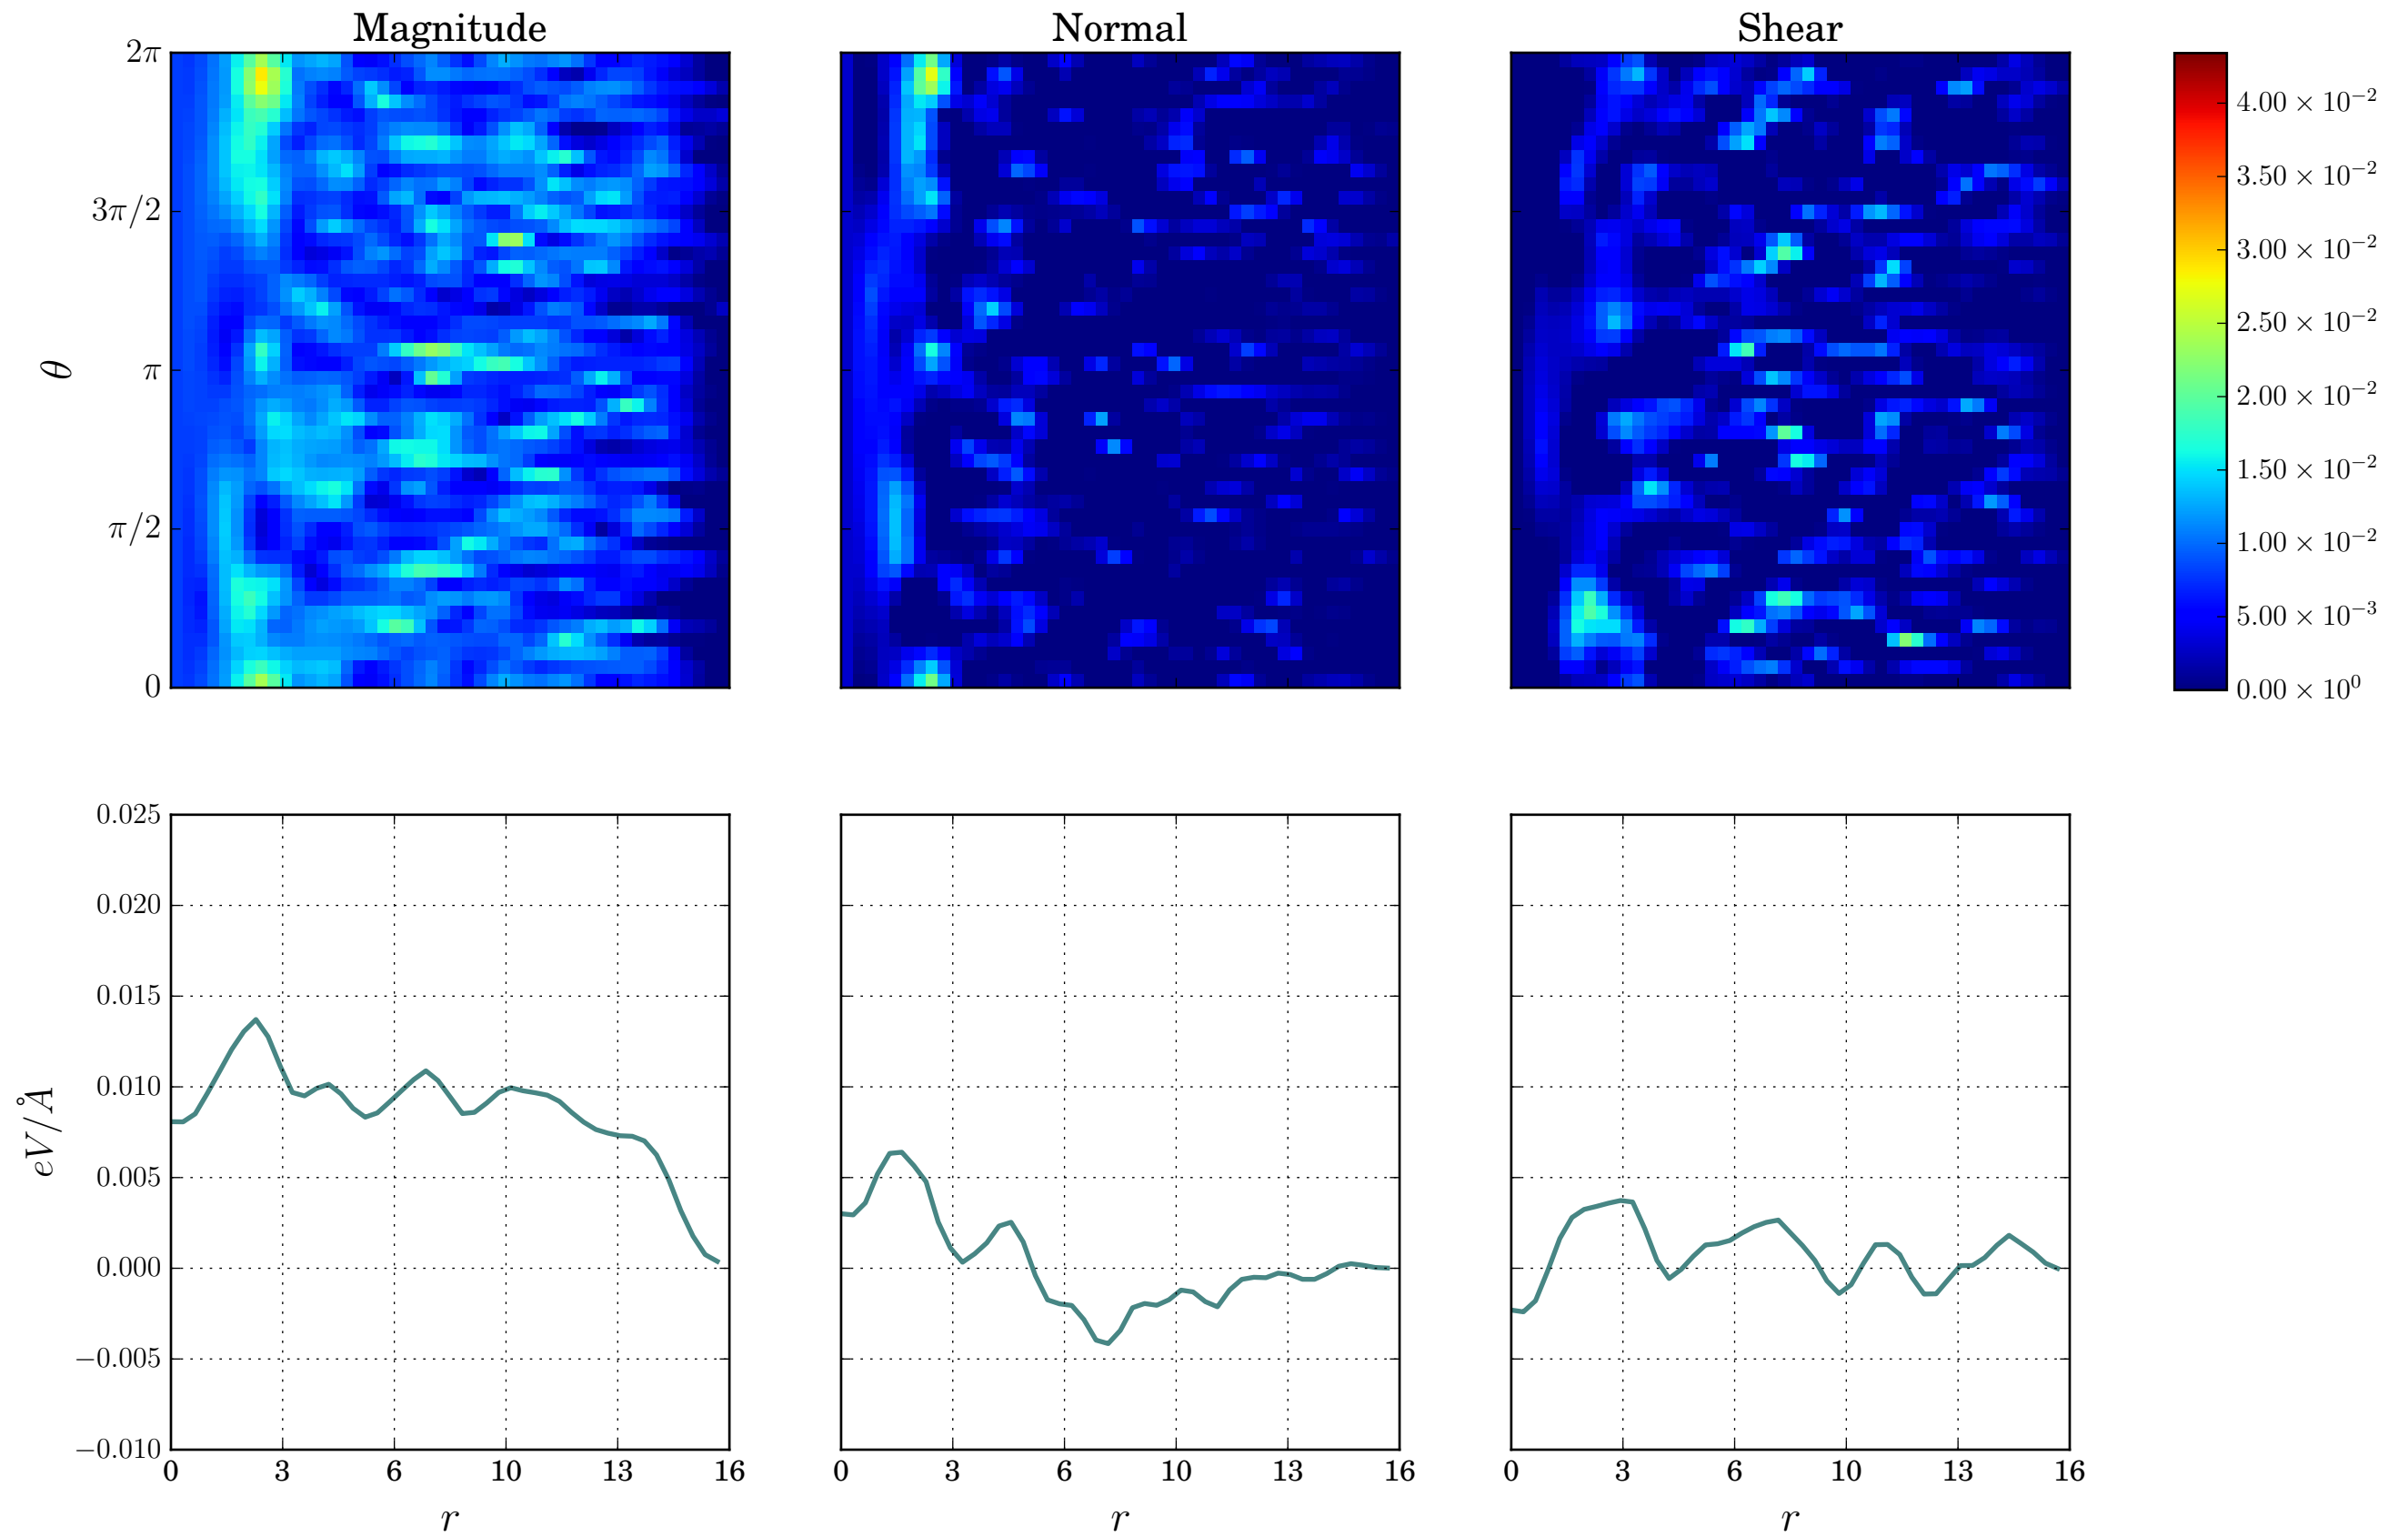 Magnitude
Normal
Shear
2π
3π/2
π
π/2
0
θ
4.00 × 10⁻²
3.50 × 10⁻²
3.00 × 10⁻²
2.50 × 10⁻²
2.00 × 10⁻²
1.50 × 10⁻²
1.00 × 10⁻²
5.00 × 10⁻³
0.00 × 10⁰
0.025
0.020
0.015
0.010
0.005
0.000
−0.005
−0.010
eV/Å
0 3 6 10 13 16
0 3 6 10 13 16
0 3 6 10 13 16
r
r
r